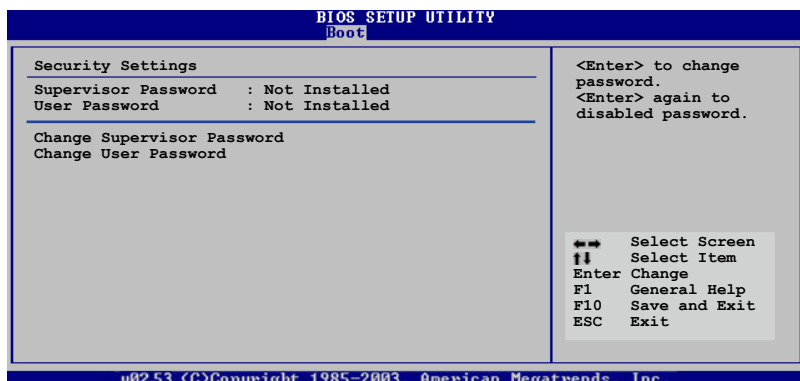 BIOS SETUP UTILITY
Boot
Security Settings
Supervisor Password : Not Installed
User Password : Not Installed
Change Supervisor Password
Change User Password
<Enter> to change
password.
<Enter> again to
disabled password.
←→ Select Screen
↑↓ Select Item
Enter Change
F1 General Help
F10 Save and Exit
ESC Exit
v02.53 (C)Copyright 1985-2003, American Megatrends, Inc.